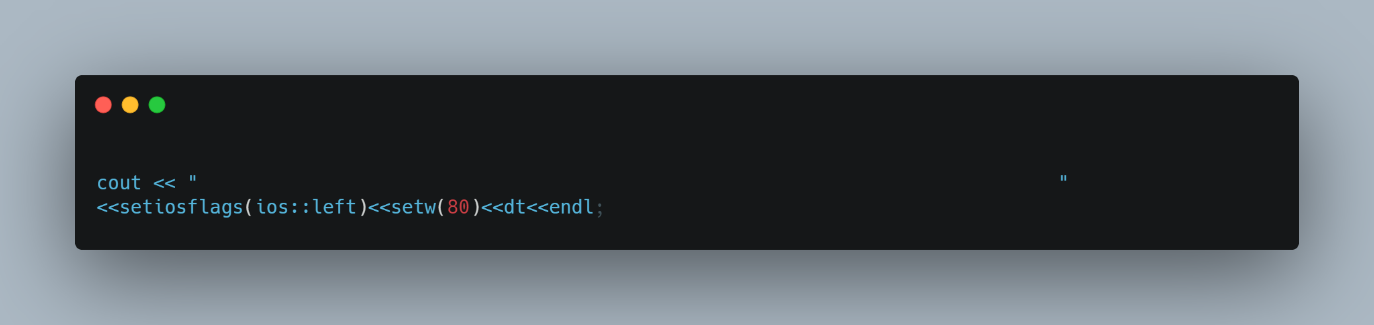 cout << "                                                                            "
<<setiosflags(ios::left)<<setw(80)<<dt<<endl;